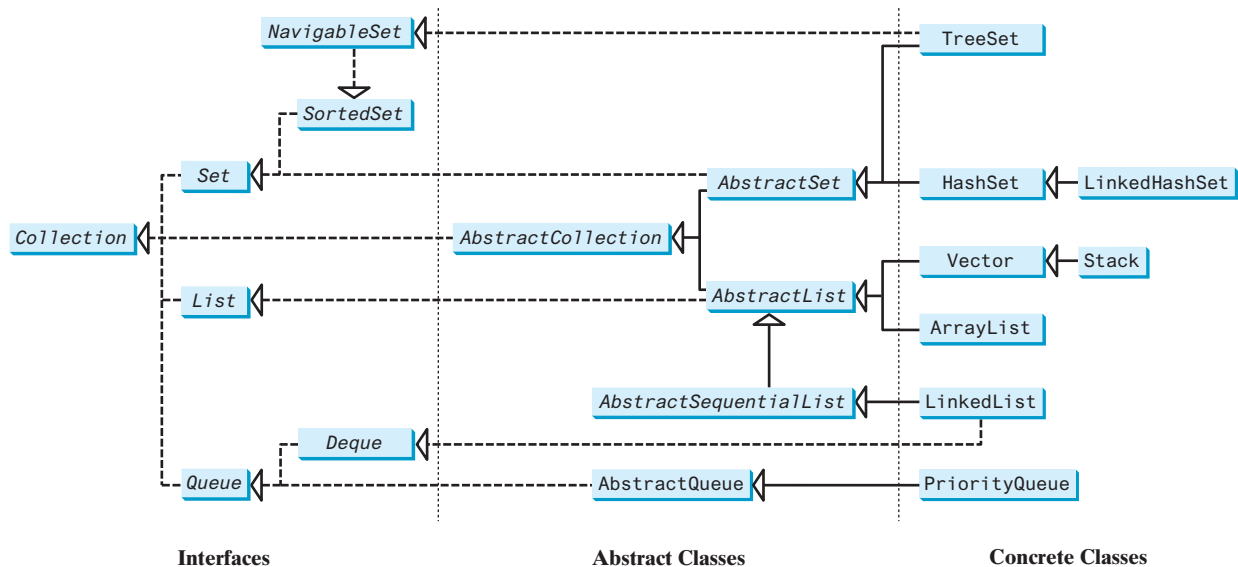 NavigableSet
TreeSet
SortedSet
Set
AbstractSet
HashSet
LinkedHashSet
Collection
AbstractCollection
Vector
Stack
List
AbstractList
ArrayList
AbstractSequentialList
LinkedList
Deque
Queue
AbstractQueue
PriorityQueue
Interfaces
Abstract Classes
Concrete Classes